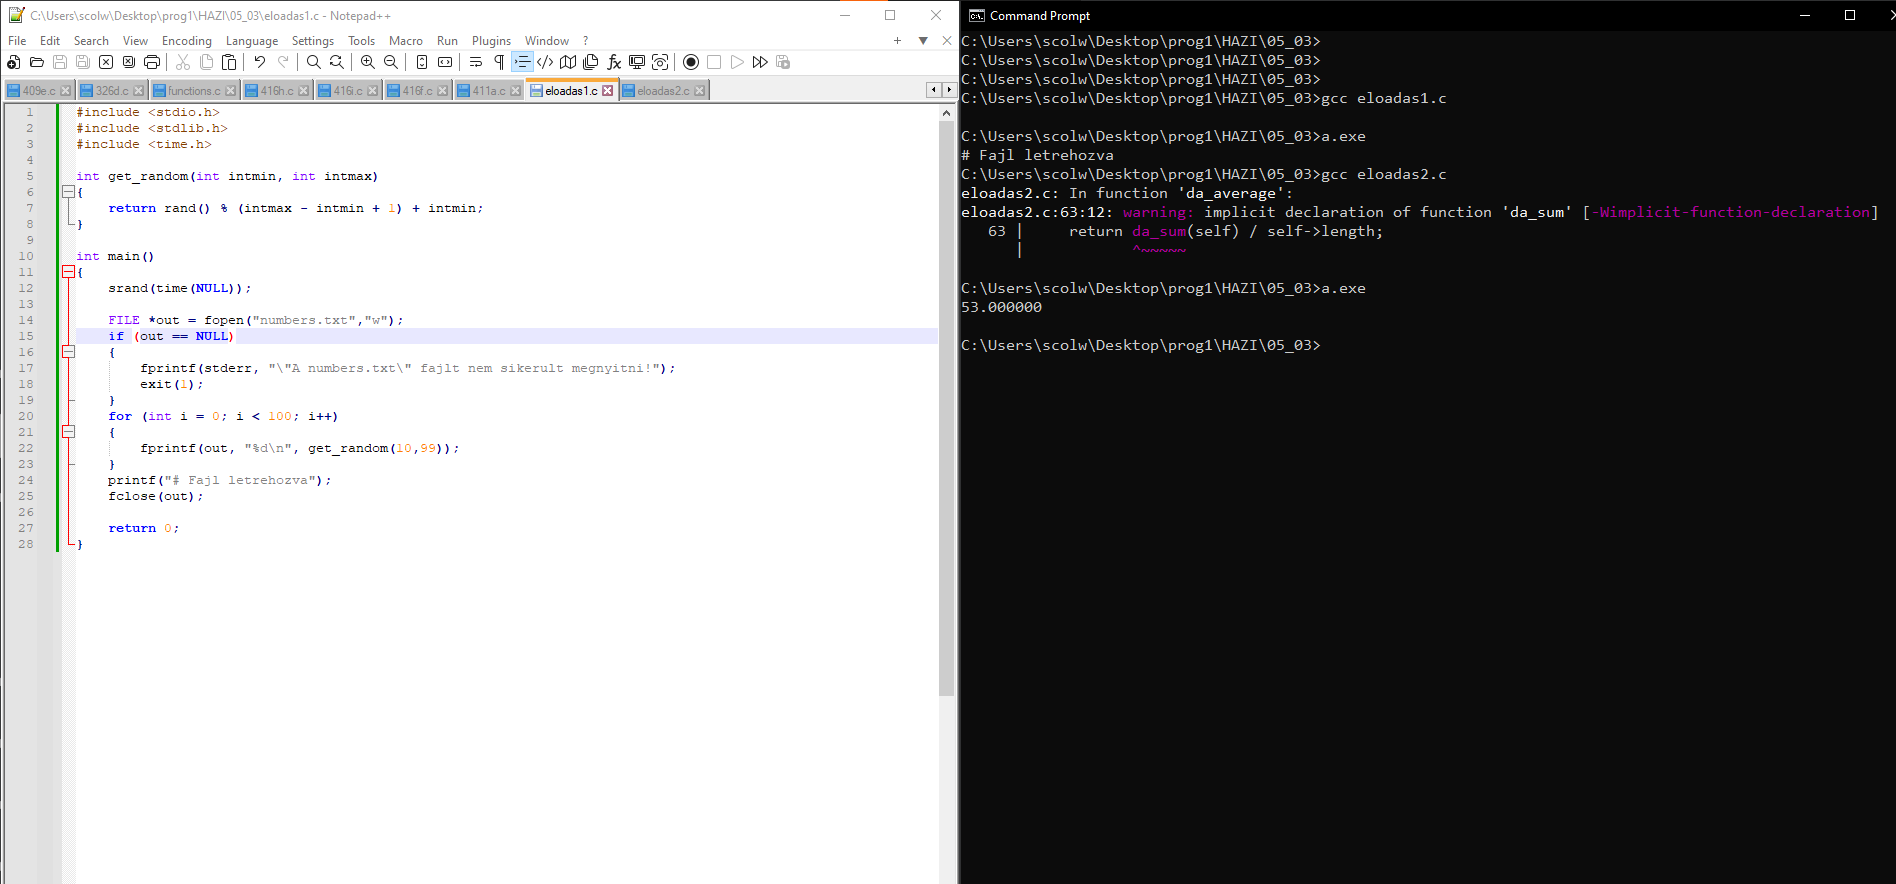 C:\Users\scolw\Desktop\prog1\HAZI\05_03\eloadas1.c - Notepad++
File Edit Search View Encoding Language Settings Tools Macro Run Plugins Window ?
409e.c 326d.c functions.c 416h.c 416i.c 416f.c 411a.c eloadas1.c eloadas2.c
1 #include <stdio.h>
2 #include <stdlib.h>
3 #include <time.h>
4
5 int get_random(int intmin, int intmax)
6 {
7     return rand() % (intmax - intmin + 1) + intmin;
8 }
9
10 int main()
11 {
12     srand(time(NULL));
13
14     FILE *out = fopen("numbers.txt","w");
15     if (out == NULL)
16     {
17         fprintf(stderr, "\"A numbers.txt\" fajlt nem sikerult megnyitni!");
18         exit(1);
19     }
20     for (int i = 0; i < 100; i++)
21     {
22         fprintf(out, "%d\n", get_random(10,99));
23     }
24     printf("# Fajl letrehozva");
25     fclose(out);
26
27     return 0;
28 }
Command Prompt
C:\Users\scolw\Desktop\prog1\HAZI\05_03>
C:\Users\scolw\Desktop\prog1\HAZI\05_03>
C:\Users\scolw\Desktop\prog1\HAZI\05_03>
C:\Users\scolw\Desktop\prog1\HAZI\05_03>gcc eloadas1.c
C:\Users\scolw\Desktop\prog1\HAZI\05_03>a.exe
# Fajl letrehozva
C:\Users\scolw\Desktop\prog1\HAZI\05_03>gcc eloadas2.c
eloadas2.c: In function 'da_average':
eloadas2.c:63:12: warning: implicit declaration of function 'da_sum' [-Wimplicit-function-declaration]
   63 |     return da_sum(self) / self->length;
      |            ^~~~~~
C:\Users\scolw\Desktop\prog1\HAZI\05_03>a.exe
53.000000
C:\Users\scolw\Desktop\prog1\HAZI\05_03>